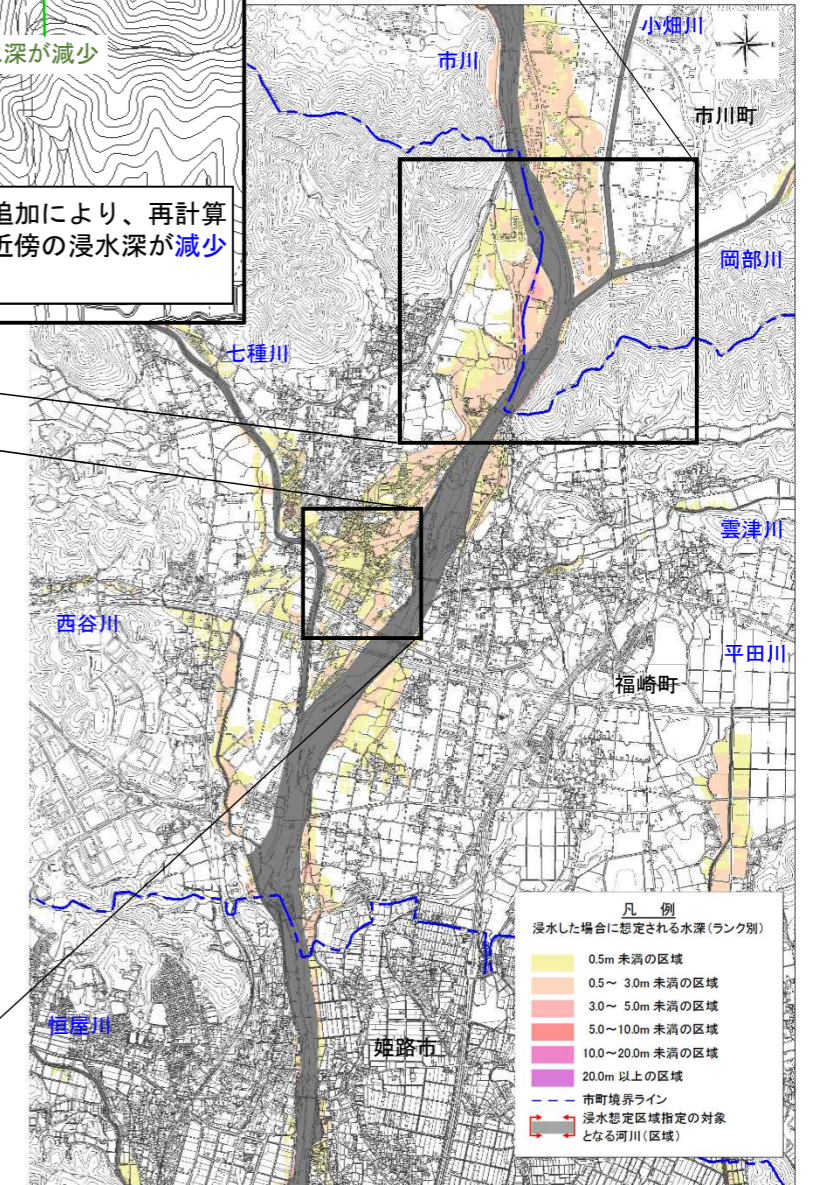 深が減少
追加により、再計算
近傍の浸水深が減少
小畑川
N
W E
S
市川
市川町
岡部川
七種川
雲津川
西谷川
平田川
福崎町
恒屋川
姫路市
凡 例
浸水した場合に想定される水深(ランク別)
0.5m 未満の区域
0.5~ 3.0m 未満の区域
3.0~ 5.0m 未満の区域
5.0~10.0m 未満の区域
10.0~20.0m 未満の区域
20.0m 以上の区域
市町境界ライン
浸水想定区域指定の対象
となる河川(区域)